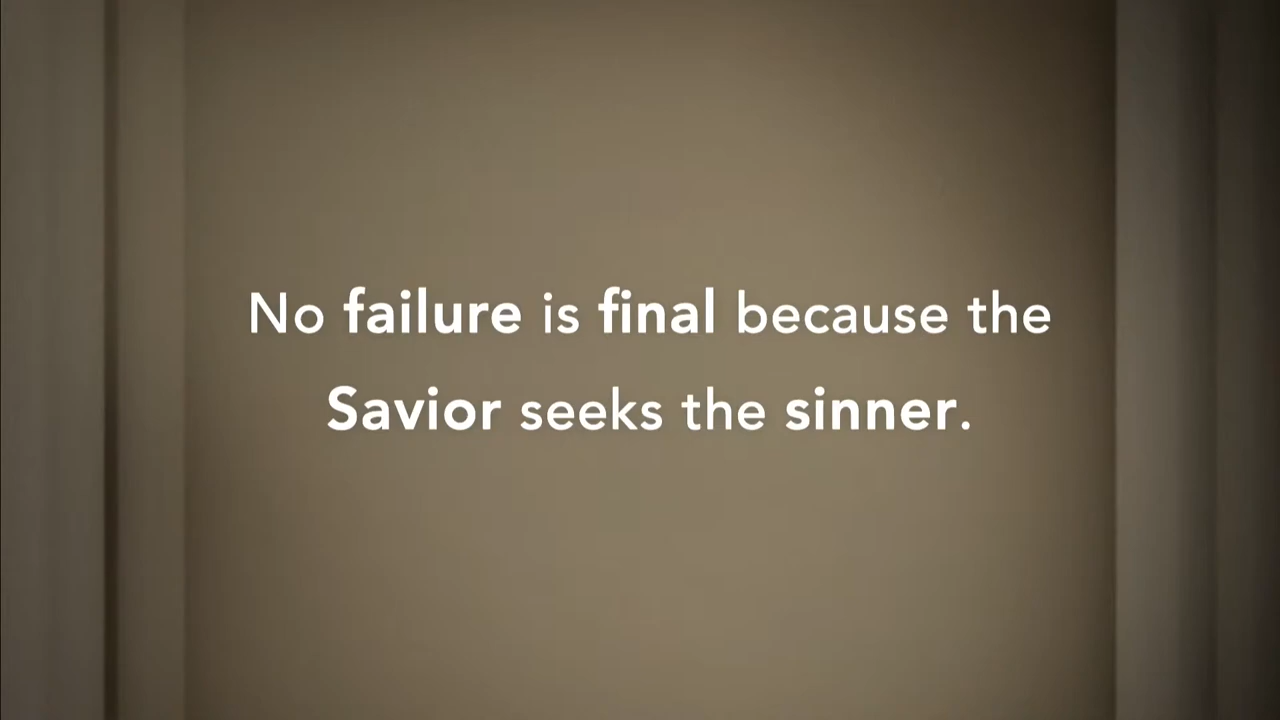 No failure is final because the
Savior seeks the sinner.